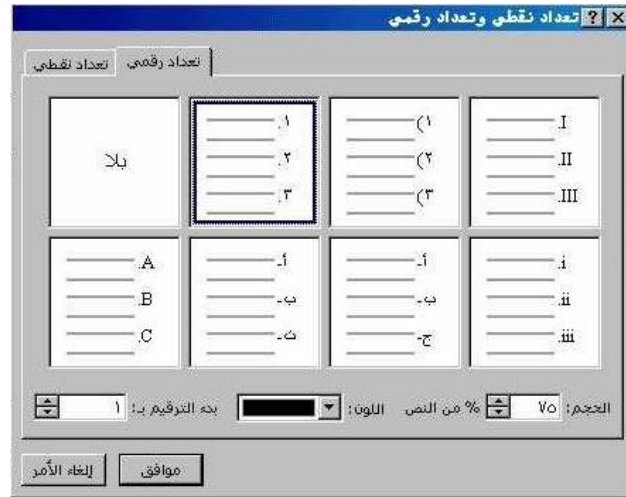 تعداد نقطي وتعداد رقمي
تعداد نقطي
تعداد رقمي
بلا
.١
.٢
.٣
(١
(٢
(٣
.I
.II
.III
.A
.B
.C
أ-
ب-
ث-
أ-
ب-
ج-
.i
.ii
.iii
الحجم: ٧٥ % من النص اللون: بدء الترقيم بـ: ١
موافق
إلغاء الأمر